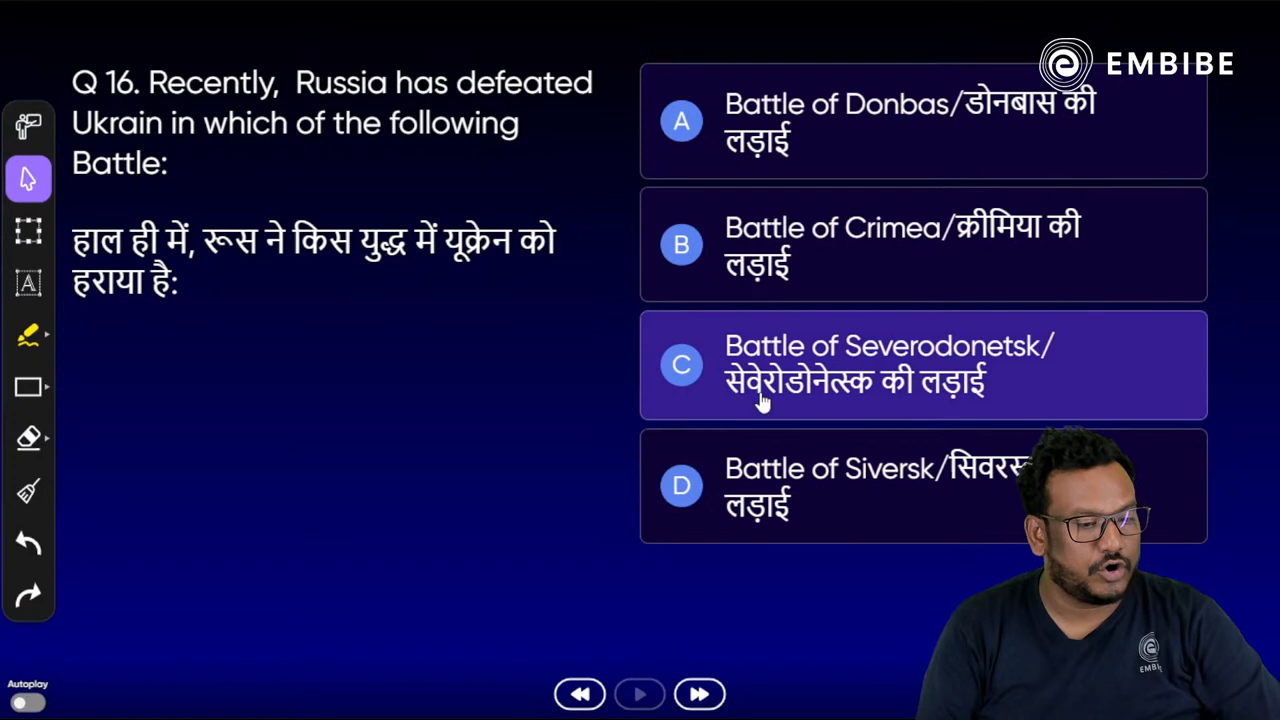 EMBIBE
Q 16. Recently, Russia has defeated
Ukrain in which of the following
Battle:
हाल ही में, रूस ने किस युद्ध में यूक्रेन को
हराया है:
A
Battle of Donbas/डोनबास की
लड़ाई
B
Battle of Crimea/क्रीमिया की
लड़ाई
C
Battle of Severodonetsk/
सेवेरोडोनेत्स्क की लड़ाई
D
Battle of Siversk/
लड़ाई
A
EMBIBE
Autoplay